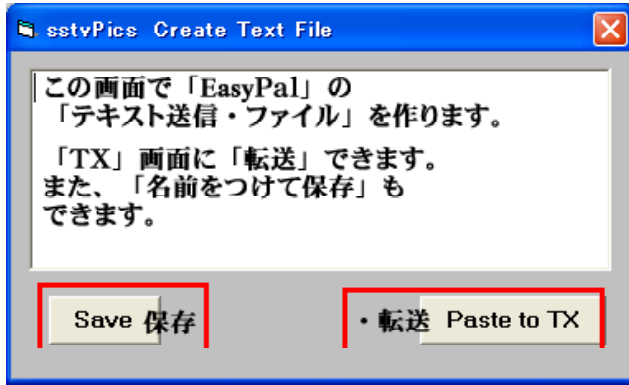 sstvPics Create Text File
この画面で「EasyPal」の
「テキスト送信・ファイル」を作ります。
「TX」画面に「転送」できます。
また、「名前をつけて保存」も
できます。
Save 保存
・転送 Paste to TX